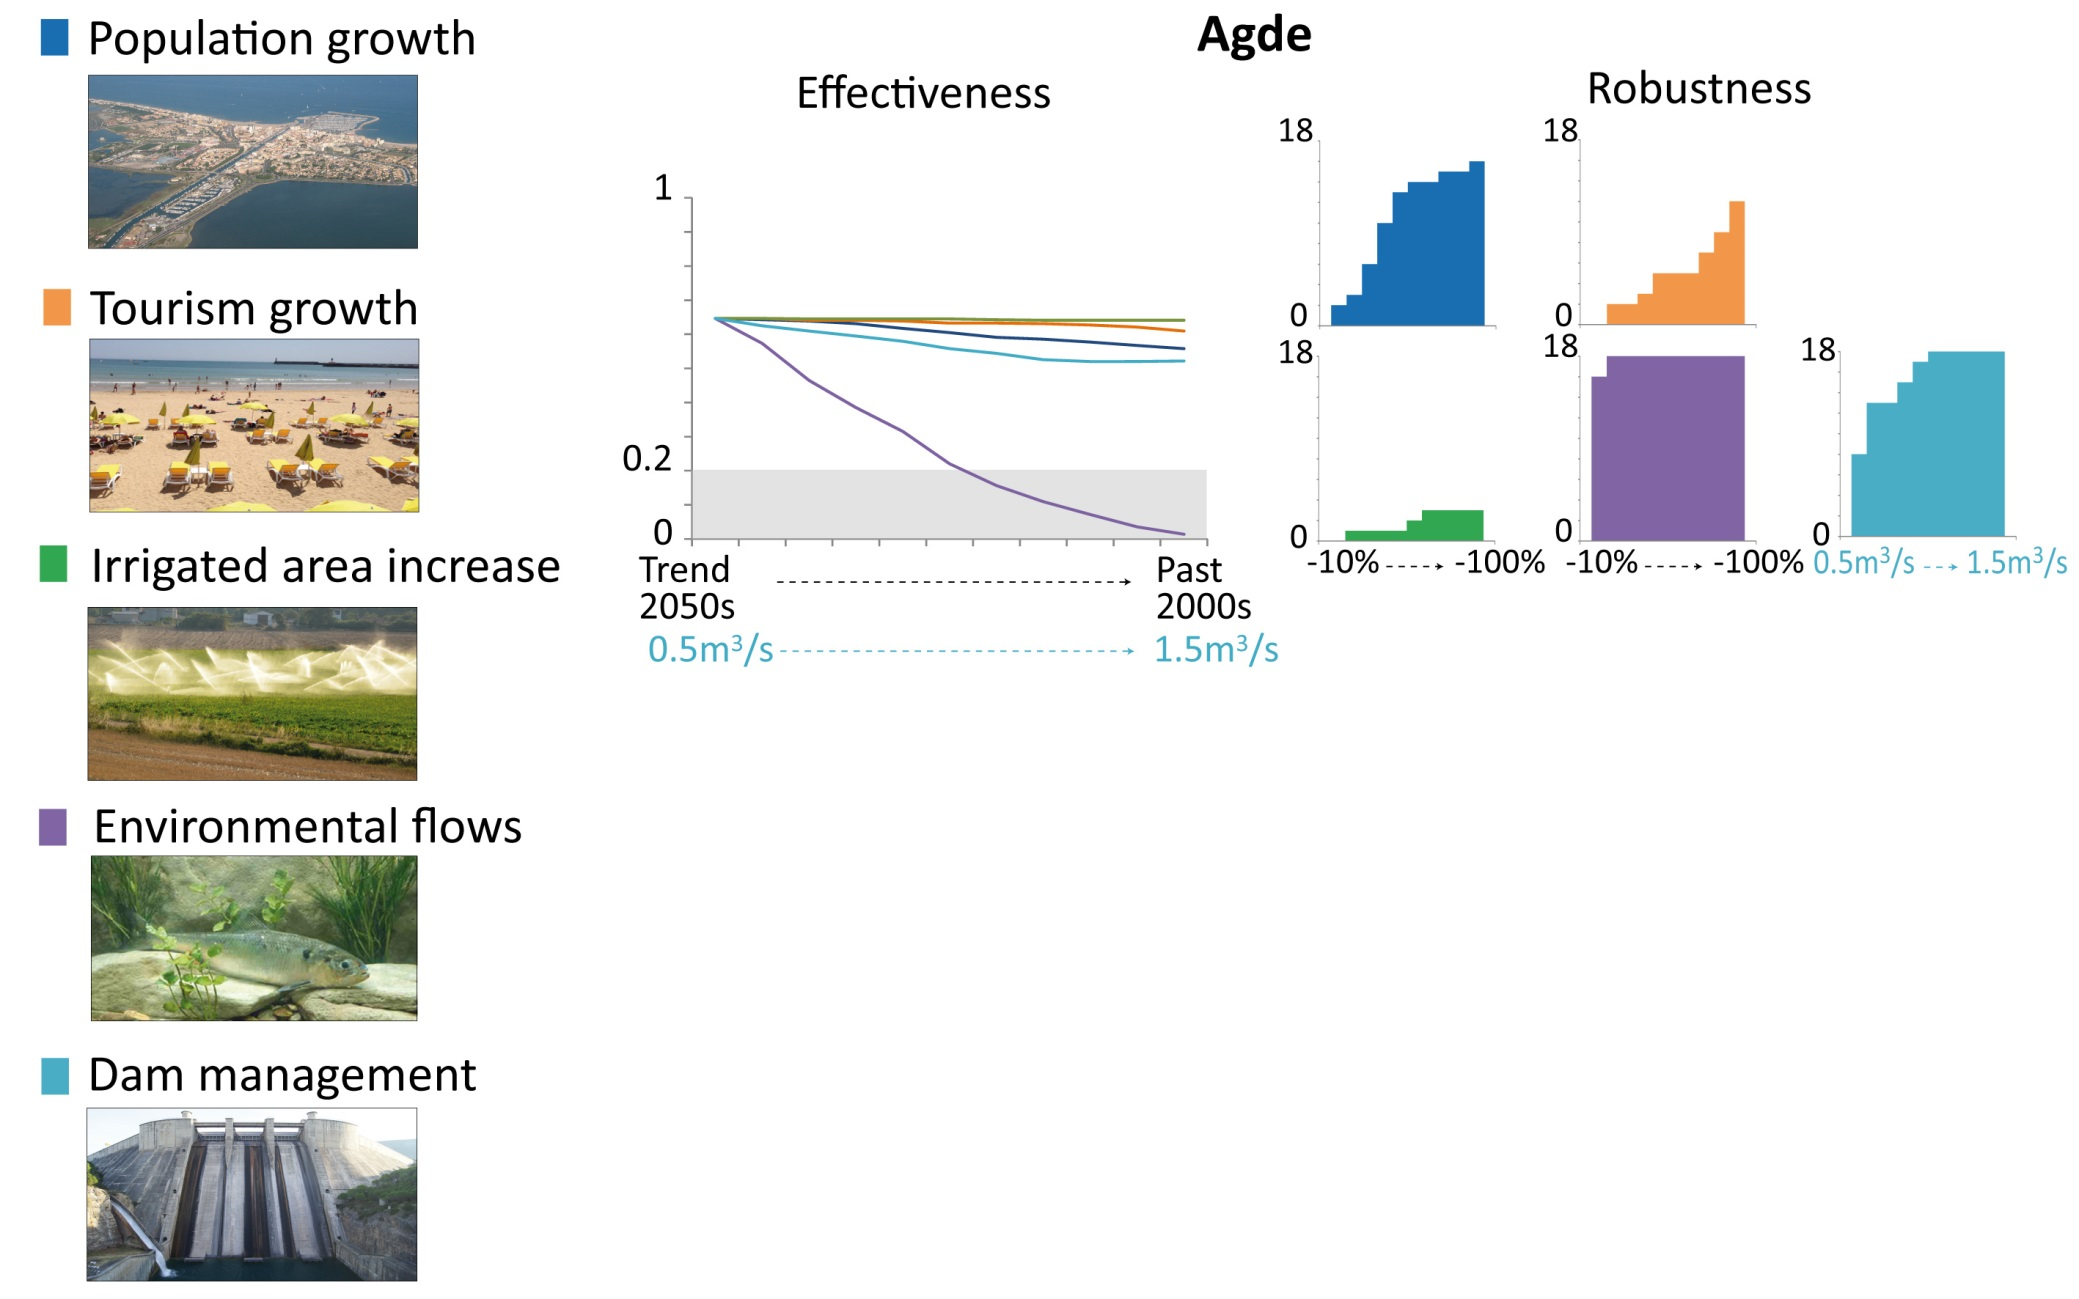 Population growth
Tourism growth
Irrigated area increase
Environmental flows
Dam management
Agde
Effectiveness
1
0.2
0
Trend
2050s
Past
2000s
0.5m³/s
1.5m³/s
Robustness
18
0
18
0
18
0
-10%
-100%
18
0
-10%
-100%
18
0
0.5m³/s
1.5m³/s